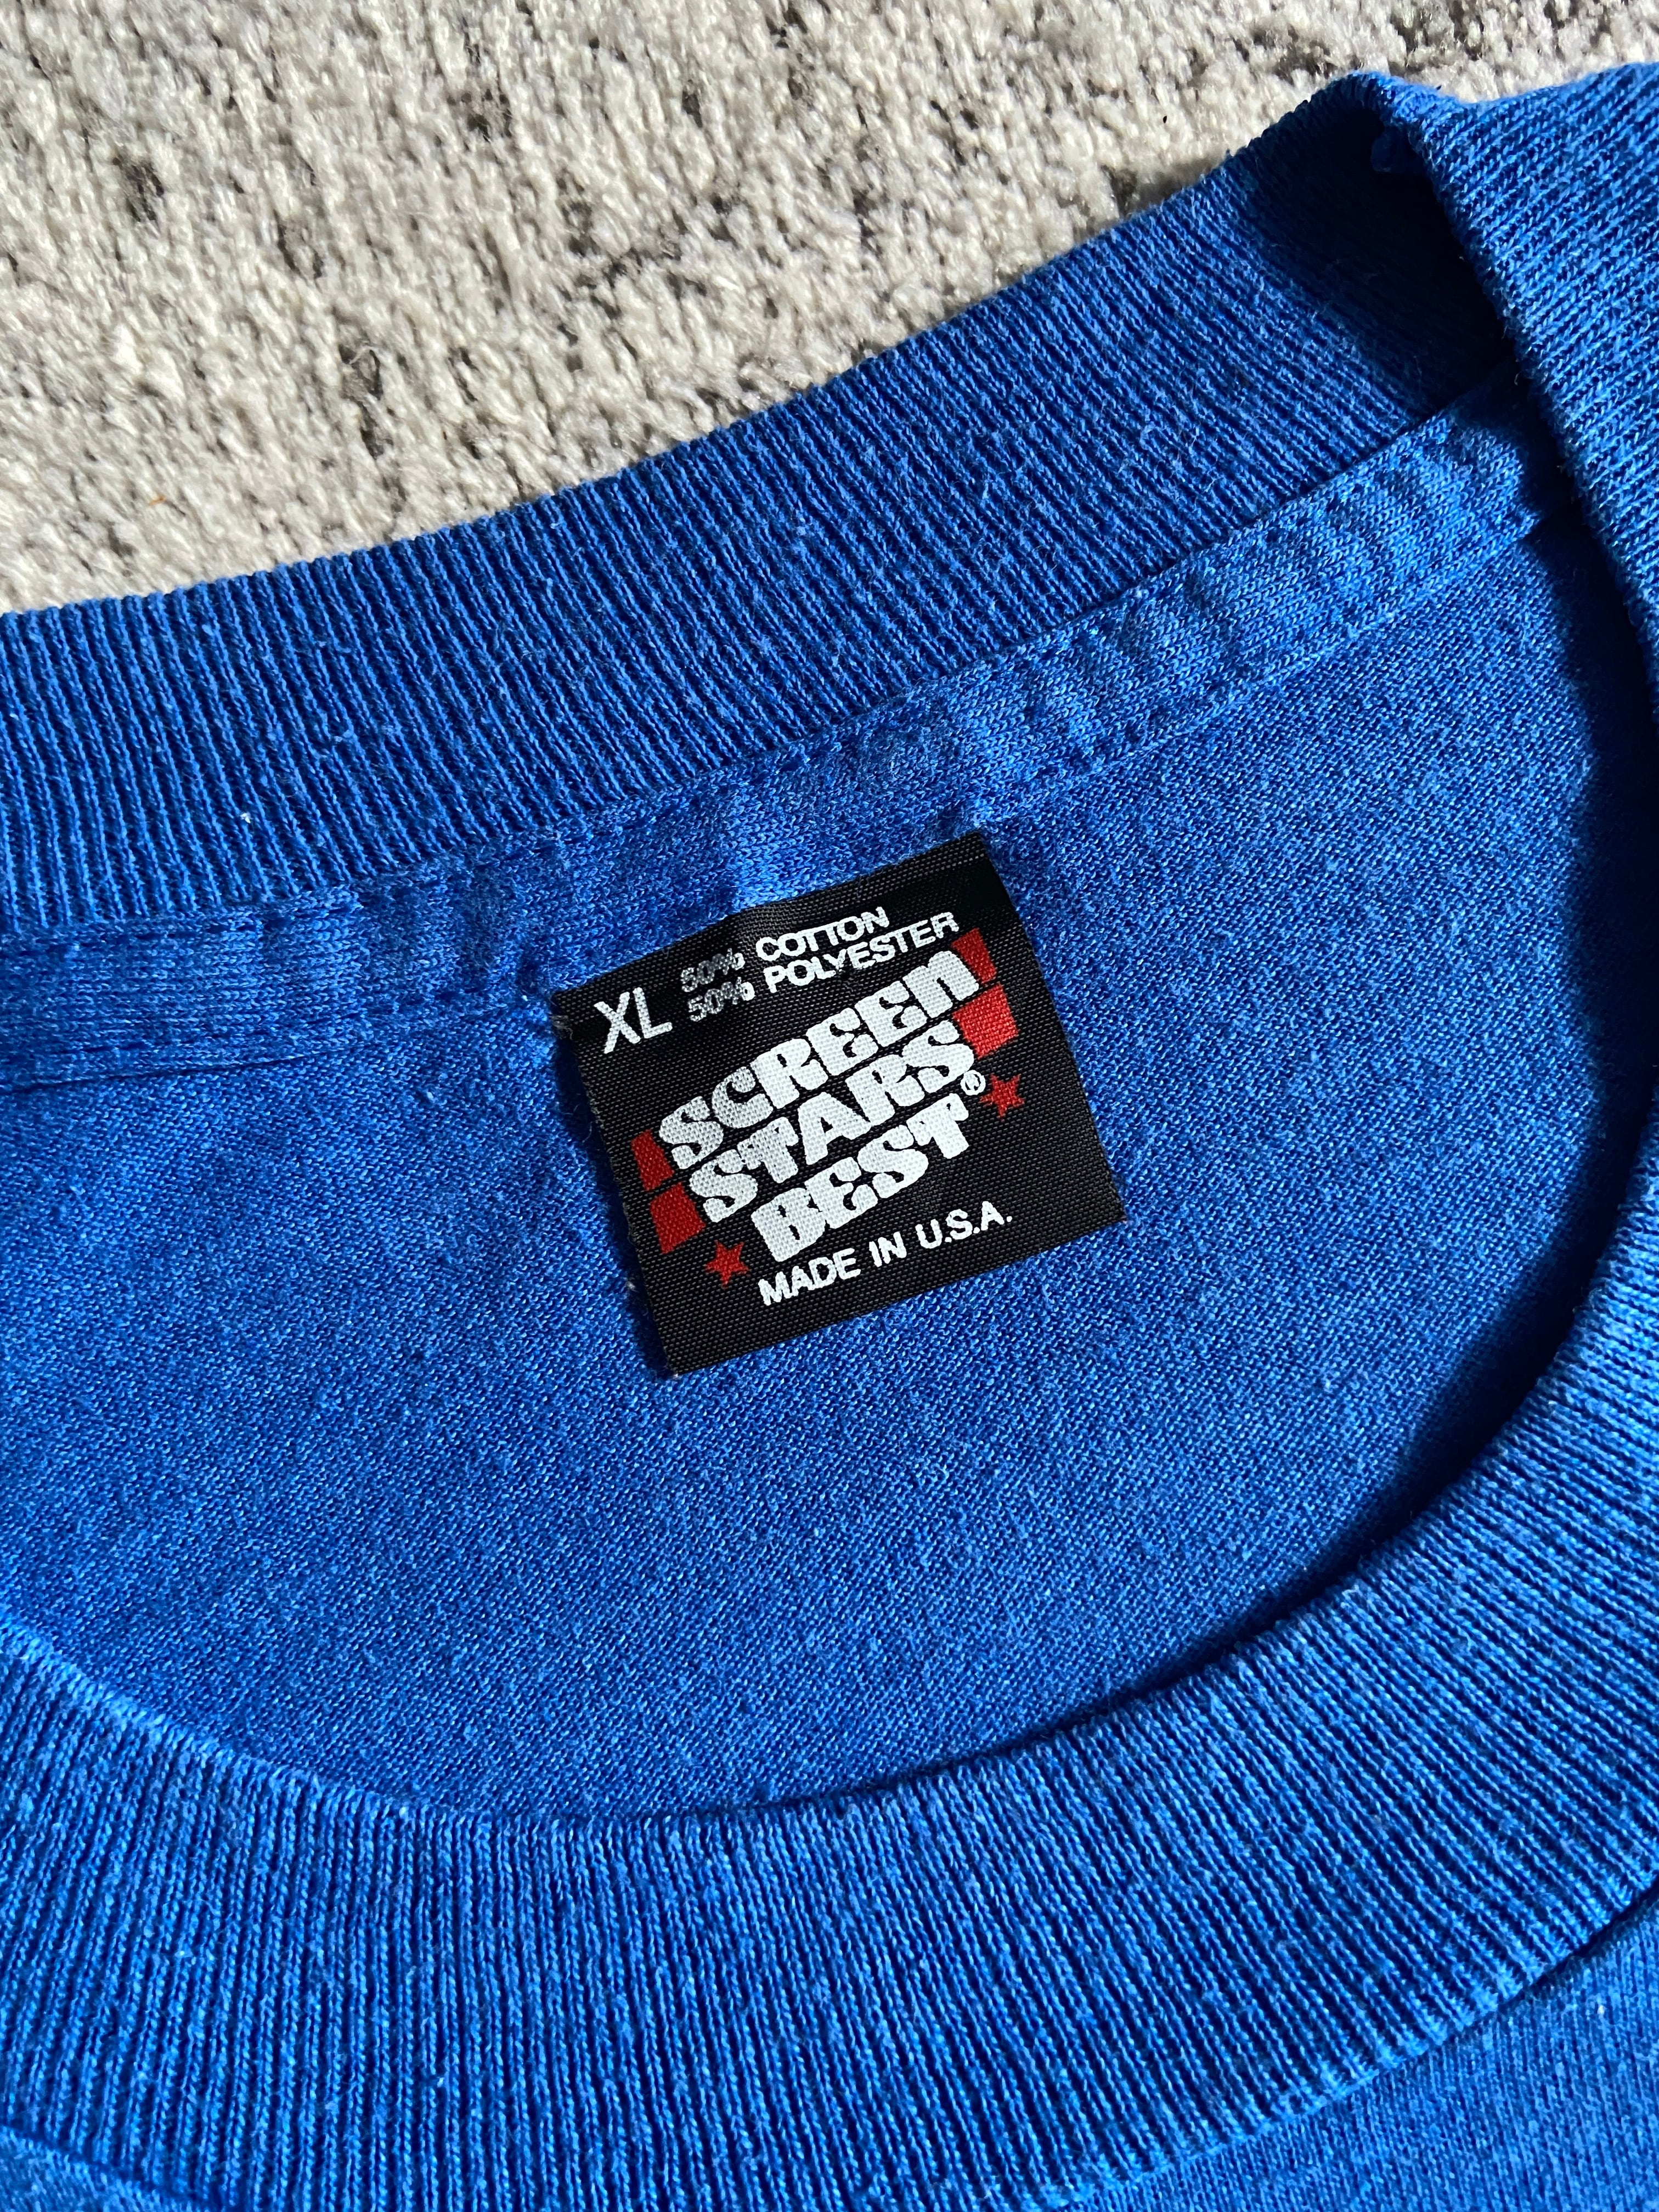 XL 50% COTTON
50% POLYESTER
SCREEN
STARS
BEST®
MADE IN U.S.A.